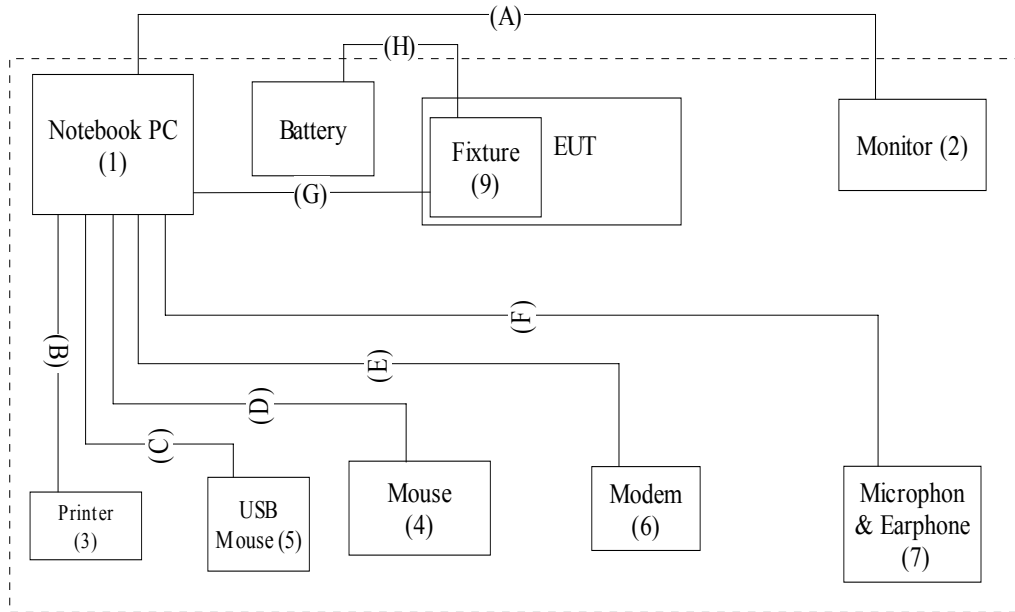 (A)
(H)
Notebook PC
(1)
Battery
Fixture
(9)
EUT
Monitor (2)
(G)
(F)
(B)
(E)
(D)
(C)
Printer
(3)
USB
Mouse (5)
Mouse
(4)
Modem
(6)
Microphon
& Earphone
(7)